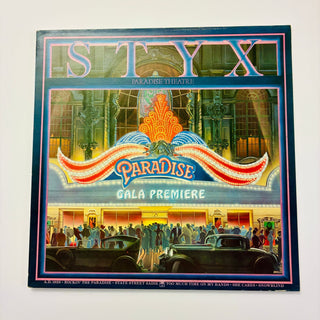 STYX
PARADISE THEATRE
PARADISE
GALA PREMIERE
A.D. 1928 · ROCKIN' THE PARADISE · STATE STREET SADIE · TOO MUCH TIME ON MY HANDS · SHE CARES · SNOWBLIND